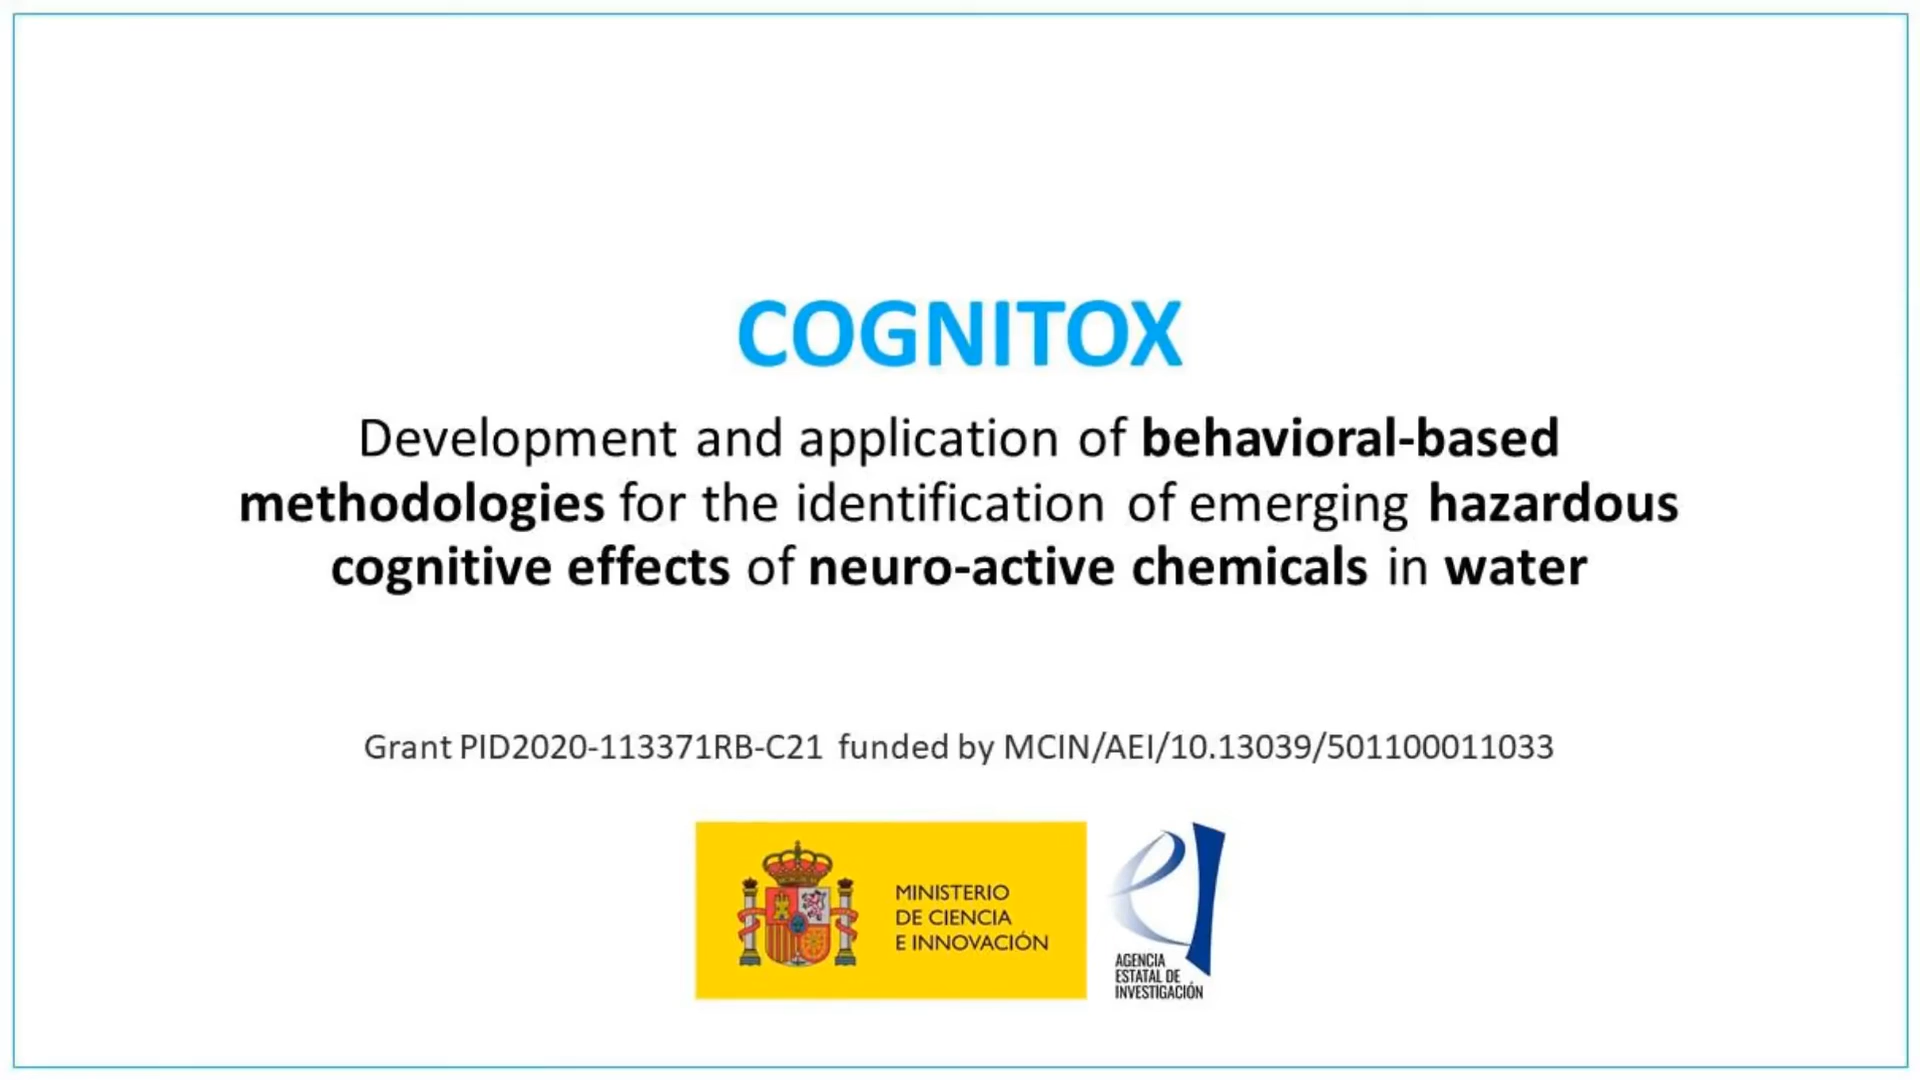 COGNITOX
Development and application of behavioral-based
methodologies for the identification of emerging hazardous
cognitive effects of neuro-active chemicals in water
Grant PID2020-113371RB-C21 funded by MCIN/AEI/10.13039/501100011033
MINISTERIO
DE CIENCIA
E INNOVACIÓN
AGENCIA
ESTATAL DE
INVESTIGACIÓN